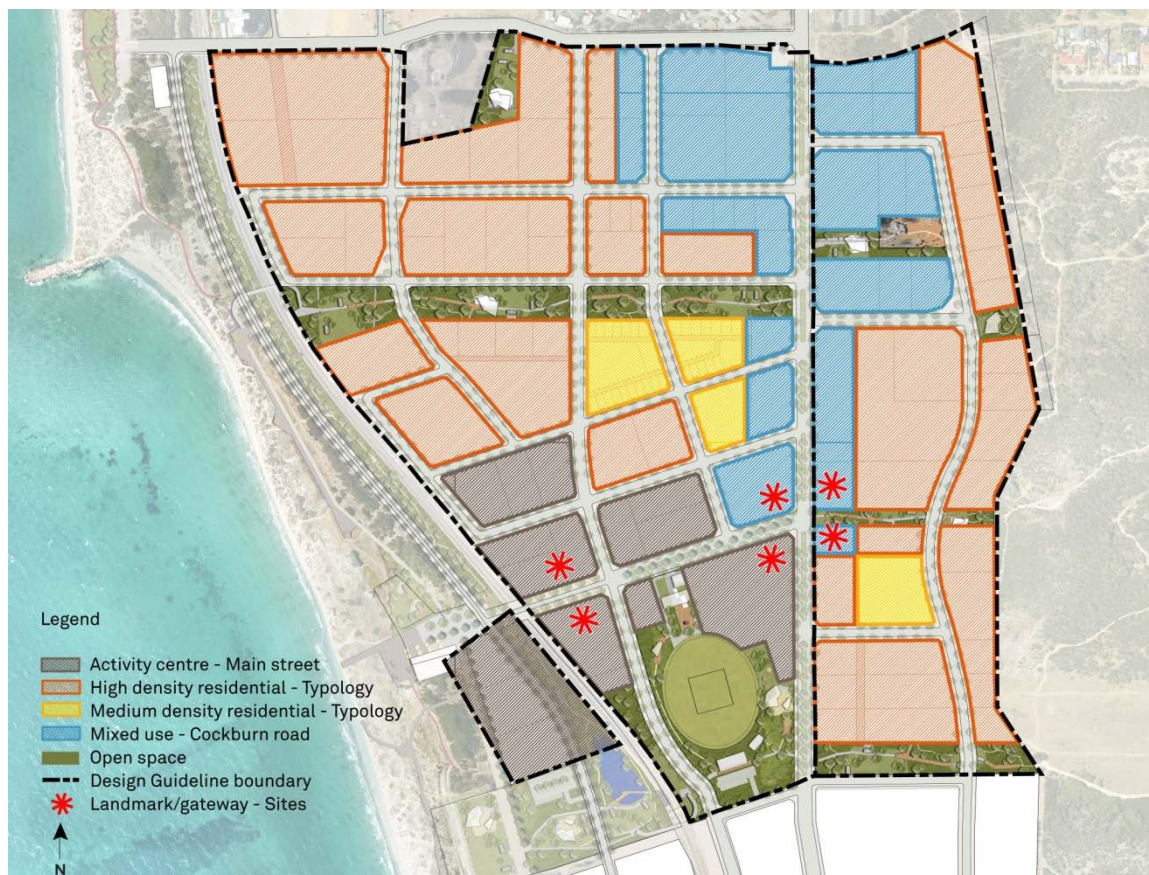 Legend
Activity centre - Main street
High density residential - Typology
Medium density residential - Typology
Mixed use - Cockburn road
Open space
Design Guideline boundary
Landmark/gateway - Sites
N